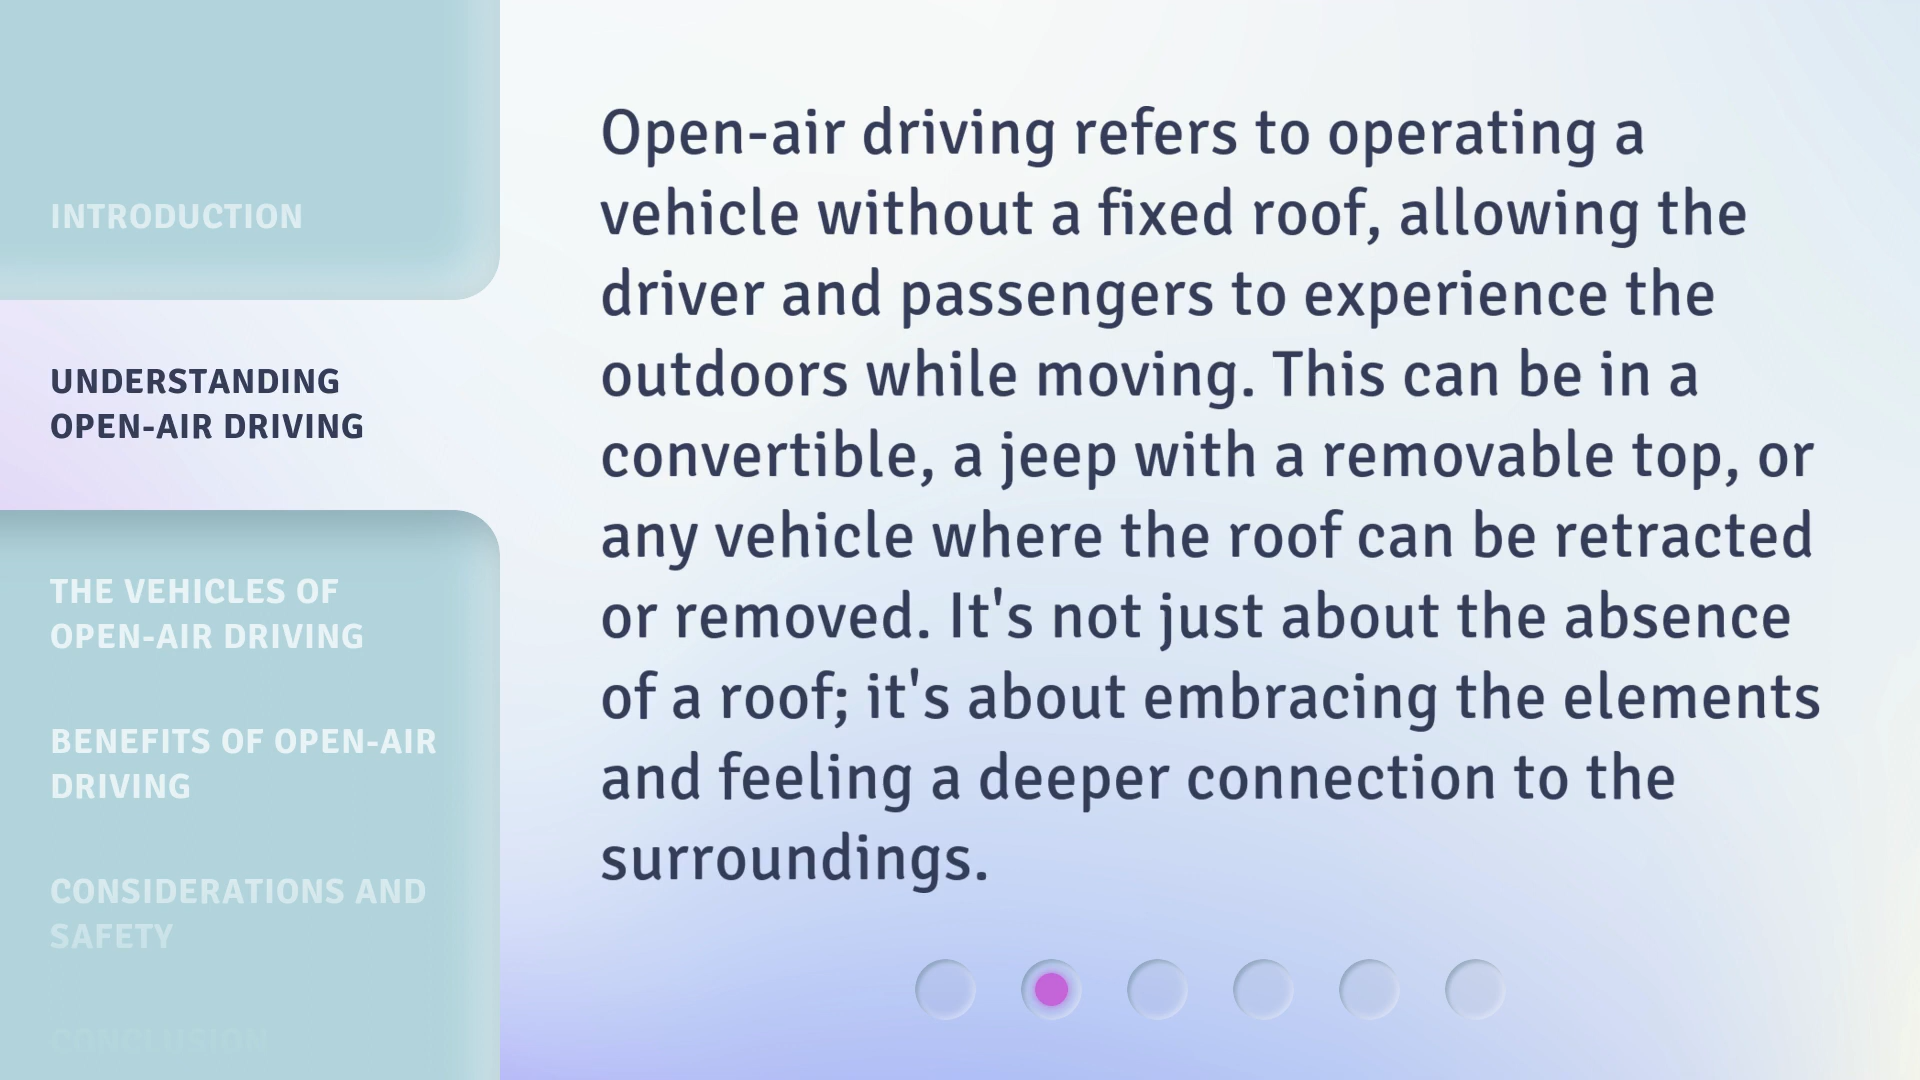 INTRODUCTION
UNDERSTANDING
OPEN-AIR DRIVING
THE VEHICLES OF
OPEN-AIR DRIVING
BENEFITS OF OPEN-AIR
DRIVING
CONSIDERATIONS AND
SAFETY
CONCLUSION
Open-air driving refers to operating a
vehicle without a fixed roof, allowing the
driver and passengers to experience the
outdoors while moving. This can be in a
convertible, a jeep with a removable top, or
any vehicle where the roof can be retracted
or removed. It's not just about the absence
of a roof; it's about embracing the elements
and feeling a deeper connection to the
surroundings.